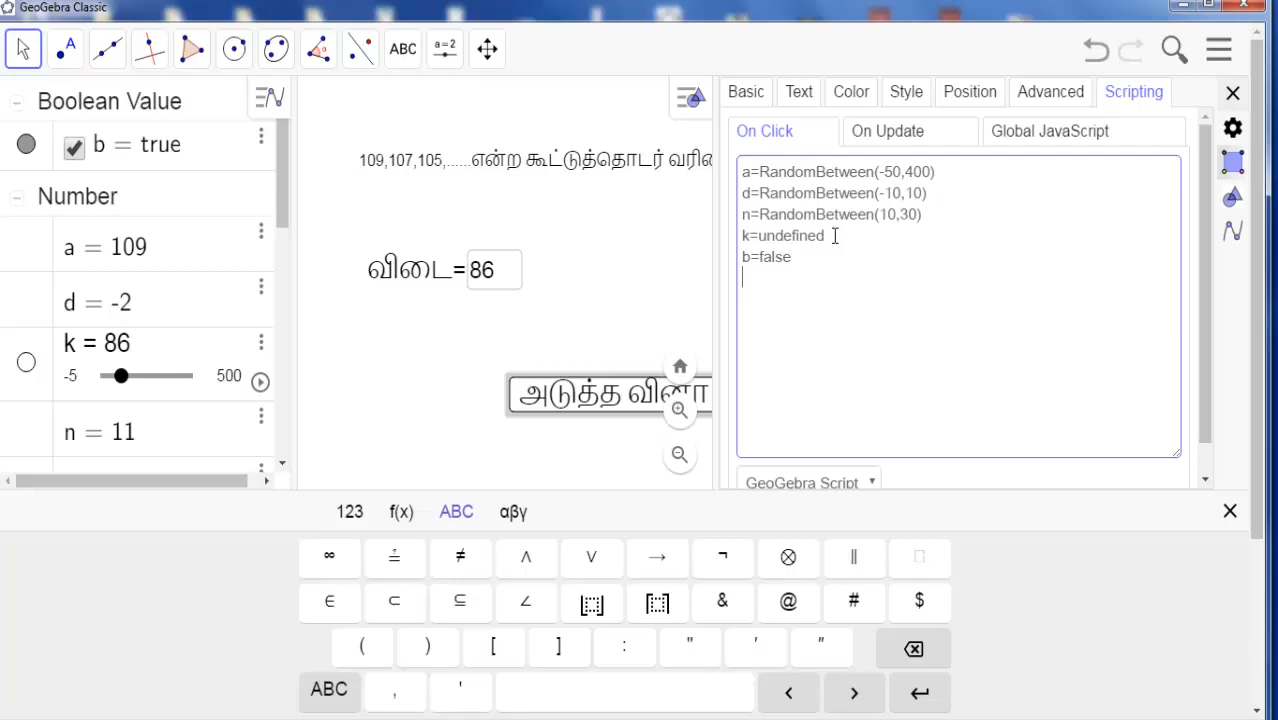 GeoGebra Classic
ABC
a=2
Boolean Value
b = true
Number
a = 109
d = -2
k = 86
-5
500
n = 11
109,107,105,......என்ற கூட்டுத்தொடர்
விடை=86
அடுத்த வினா
Basic
Text
Color
Style
Position
Advanced
Scripting
On Click
On Update
Global JavaScript
a=RandomBetween(-50,400)
d=RandomBetween(-10,10)
n=RandomBetween(10,30)
k=undefined
b=false
GeoGebra Script
123
f(x)
ABC
αβγ
∞ ≟ ≠ ∧ ∨ → ¬ ⊗ ∥
∈ ⊂ ⊆ ∠ & @ # $
( ) [ ] : " ′ ″
ABC , ' < >